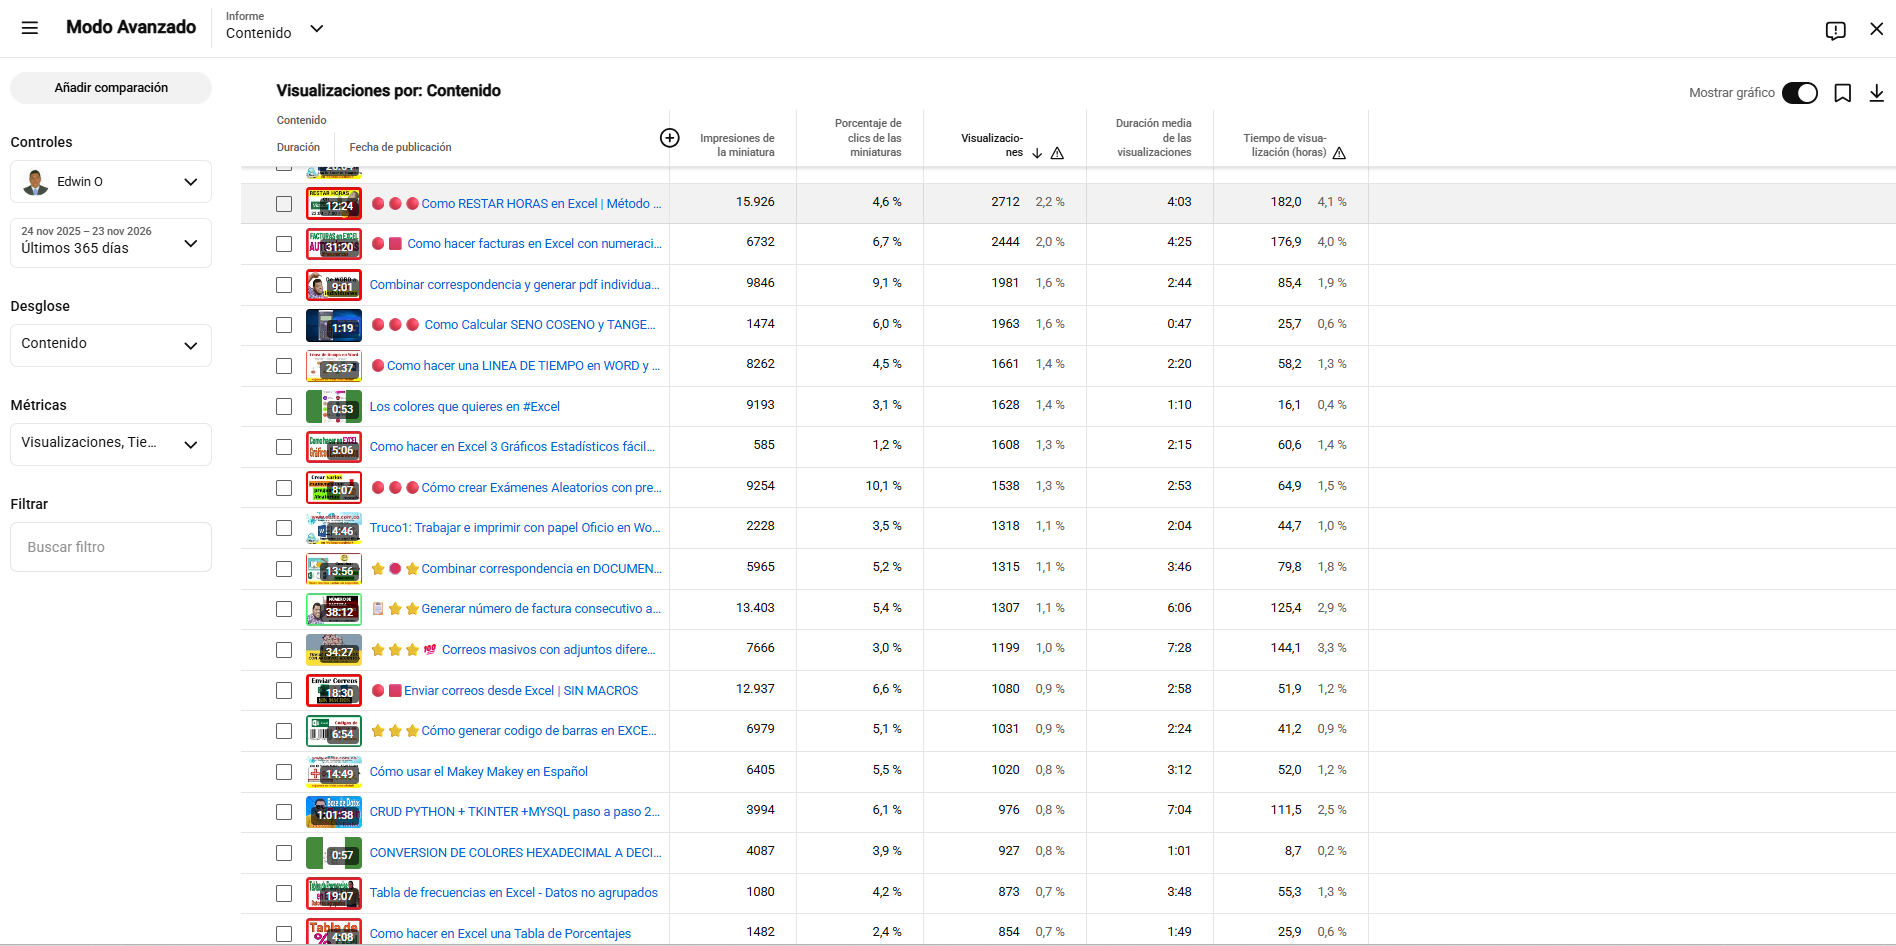 Modo Avanzado
Informe
Contenido
Añadir comparación
Controles
Edwin O
24 nov 2025 – 23 nov 2026
Últimos 365 días
Desglose
Contenido
Métricas
Visualizaciones, Tie...
Filtrar
Buscar filtro
Visualizaciones por: Contenido
Mostrar gráfico
Contenido
Duración
Fecha de publicación
Impresiones de la miniatura
Porcentaje de clics de las miniaturas
Visualizacio-nes
Duración media de las visualizaciones
Tiempo de visua-lización (horas)
RESTAR HORAS 12:24 Como RESTAR HORAS en Excel | Método ... 15.926 4,6 % 2712 2,2 % 4:03 182,0 4,1 %
FACTURAS en EXCEL 31:20 Como hacer facturas en Excel con numeraci... 6732 6,7 % 2444 2,0 % 4:25 176,9 4,0 %
9:01 Combinar correspondencia y generar pdf individua... 9846 9,1 % 1981 1,6 % 2:44 85,4 1,9 %
1:19 Como Calcular SENO COSENO y TANGE... 1474 6,0 % 1963 1,6 % 0:47 25,7 0,6 %
26:37 Como hacer una LINEA DE TIEMPO en WORD y ... 8262 4,5 % 1661 1,4 % 2:20 58,2 1,3 %
0:53 Los colores que quieres en #Excel 9193 3,1 % 1628 1,4 % 1:10 16,1 0,4 %
5:06 Como hacer en Excel 3 Gráficos Estadísticos fácil... 585 1,2 % 1608 1,3 % 2:15 60,6 1,4 %
Crear varios 8:07 Cómo crear Exámenes Aleatorios con pre... 9254 10,1 % 1538 1,3 % 2:53 64,9 1,5 %
4:46 Truco1: Trabajar e imprimir con papel Oficio en Wo... 2228 3,5 % 1318 1,1 % 2:04 44,7 1,0 %
13:56 Combinar correspondencia en DOCUMEN... 5965 5,2 % 1315 1,1 % 3:46 79,8 1,8 %
38:12 Generar número de factura consecutivo a... 13.403 5,4 % 1307 1,1 % 6:06 125,4 2,9 %
34:27 💯 Correos masivos con adjuntos difere... 7666 3,0 % 1199 1,0 % 7:28 144,1 3,3 %
Enviar Correos 18:30 Enviar correos desde Excel | SIN MACROS 12.937 6,6 % 1080 0,9 % 2:58 51,9 1,2 %
6:54 Cómo generar codigo de barras en EXCE... 6979 5,1 % 1031 0,9 % 2:24 41,2 0,9 %
14:49 Cómo usar el Makey Makey en Español 6405 5,5 % 1020 0,8 % 3:12 52,0 1,2 %
Base de Datos 1:01:38 CRUD PYTHON + TKINTER +MYSQL paso a paso 2... 3994 6,1 % 976 0,8 % 7:04 111,5 2,5 %
0:57 CONVERSION DE COLORES HEXADECIMAL A DECI... 4087 3,9 % 927 0,8 % 1:01 8,7 0,2 %
19:07 Tabla de frecuencias en Excel - Datos no agrupados 1080 4,2 % 873 0,7 % 3:48 55,3 1,3 %
Tabla de % 4:08 Como hacer en Excel una Tabla de Porcentajes 1482 2,4 % 854 0,7 % 1:49 25,9 0,6 %